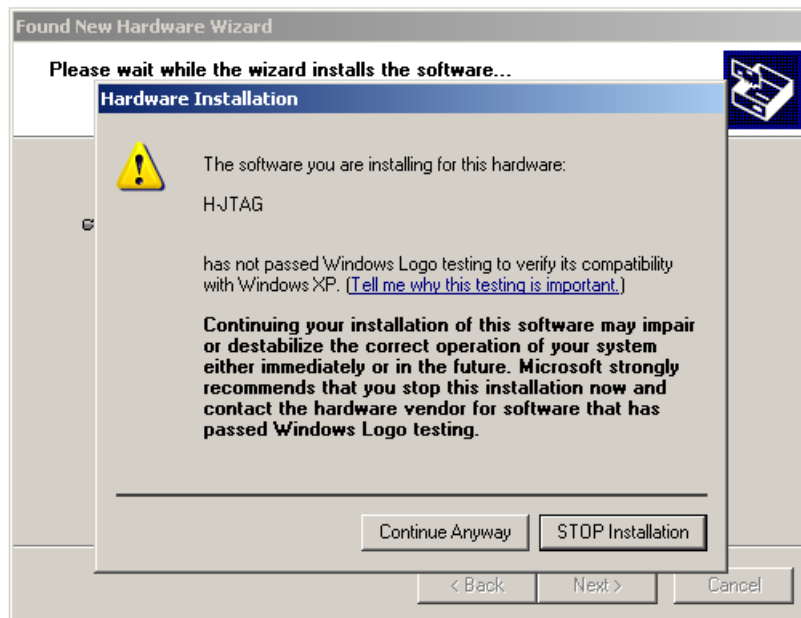 Found New Hardware Wizard
Please wait while the wizard installs the software...
Hardware Installation
The software you are installing for this hardware:
H-JTAG
has not passed Windows Logo testing to verify its compatibility
with Windows XP. (Tell me why this testing is important.)
Continuing your installation of this software may impair
or destabilize the correct operation of your system
either immediately or in the future. Microsoft strongly
recommends that you stop this installation now and
contact the hardware vendor for software that has
passed Windows Logo testing.
Continue Anyway
STOP Installation
< Back
Next >
Cancel